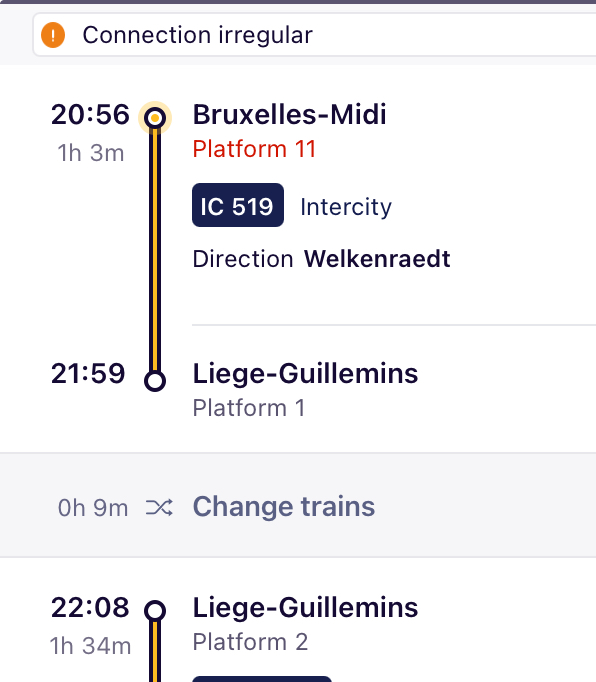 Connection irregular
20:56 Bruxelles-Midi
1h 3m Platform 11
IC 519 Intercity
Direction Welkenraedt
21:59 Liege-Guillemins
Platform 1
0h 9m Change trains
22:08 Liege-Guillemins
1h 34m Platform 2